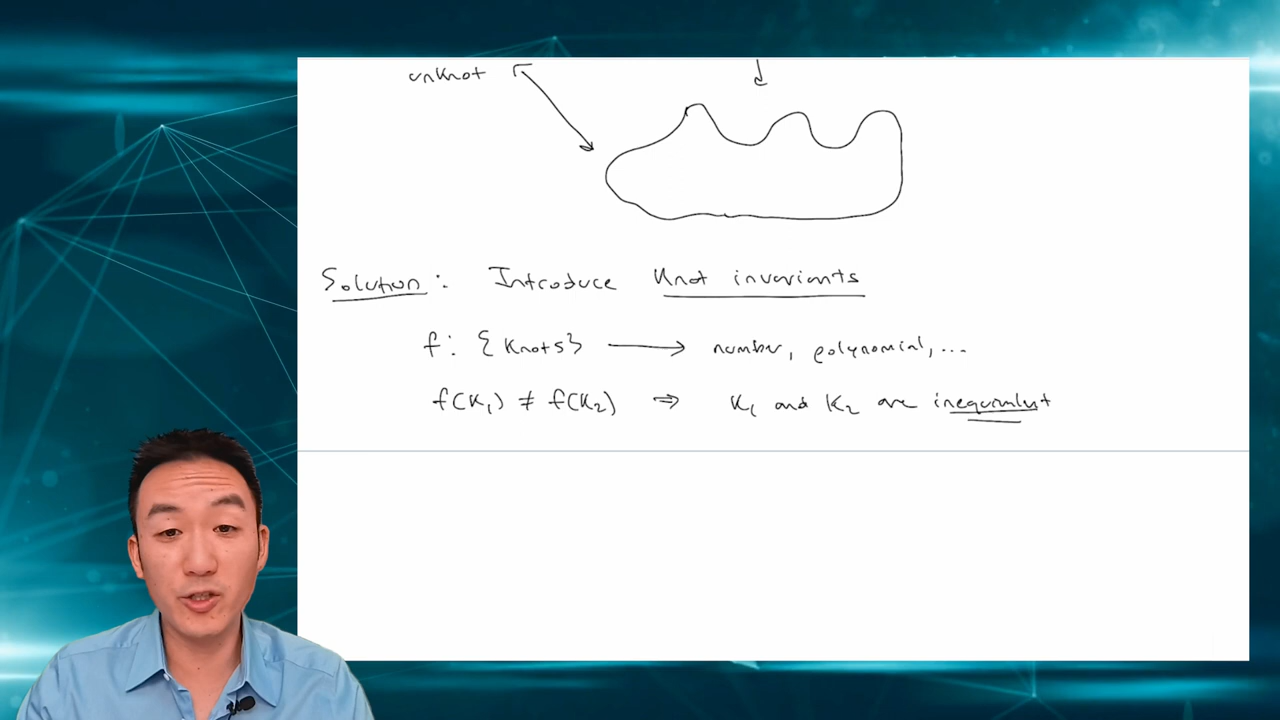 unknot
Solution: Introduce Knot invariants
f: {Knots} ⟶ number, polynomial, ...
f(K₁) ≠ f(K₂) ⇒ K₁ and K₂ are inequivalent